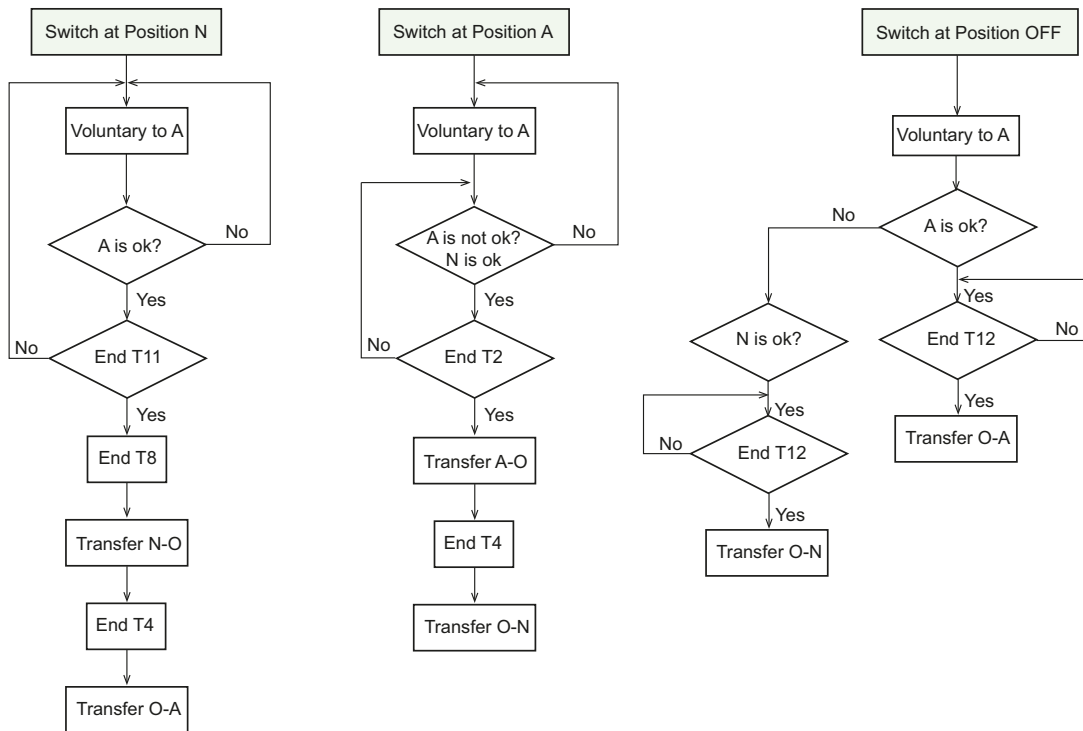 Switch at Position N
Voluntary to A
A is ok?
No
Yes
No
End T11
Yes
End T8
Transfer N-O
End T4
Transfer O-A
Switch at Position A
Voluntary to A
A is not ok?
N is ok
No
Yes
No
End T2
Yes
Transfer A-O
End T4
Transfer O-N
Switch at Position OFF
Voluntary to A
No
A is ok?
Yes
End T12
No
Yes
Transfer O-A
N is ok?
Yes
No
End T12
Yes
Transfer O-N